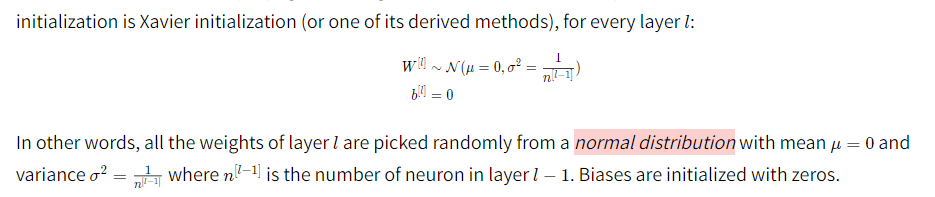 initialization is Xavier initialization (or one of its derived methods), for every layer l:
W^{[l]} ∼ 𝒩(μ = 0, σ² = \frac{1}{n^{[l-1]}})
b^{[l]} = 0
In other words, all the weights of layer l are picked randomly from a normal distribution with mean μ = 0 and
variance σ² = \frac{1}{n^{[l-1]}} where n^{[l-1]} is the number of neuron in layer l − 1. Biases are initialized with zeros.